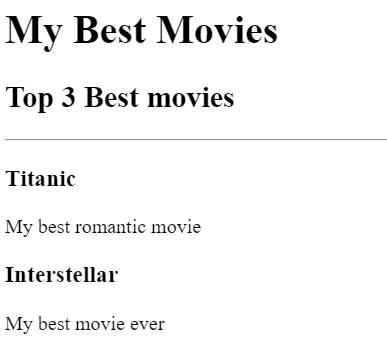 My Best Movies
Top 3 Best movies
Titanic
My best romantic movie
Interstellar
My best movie ever